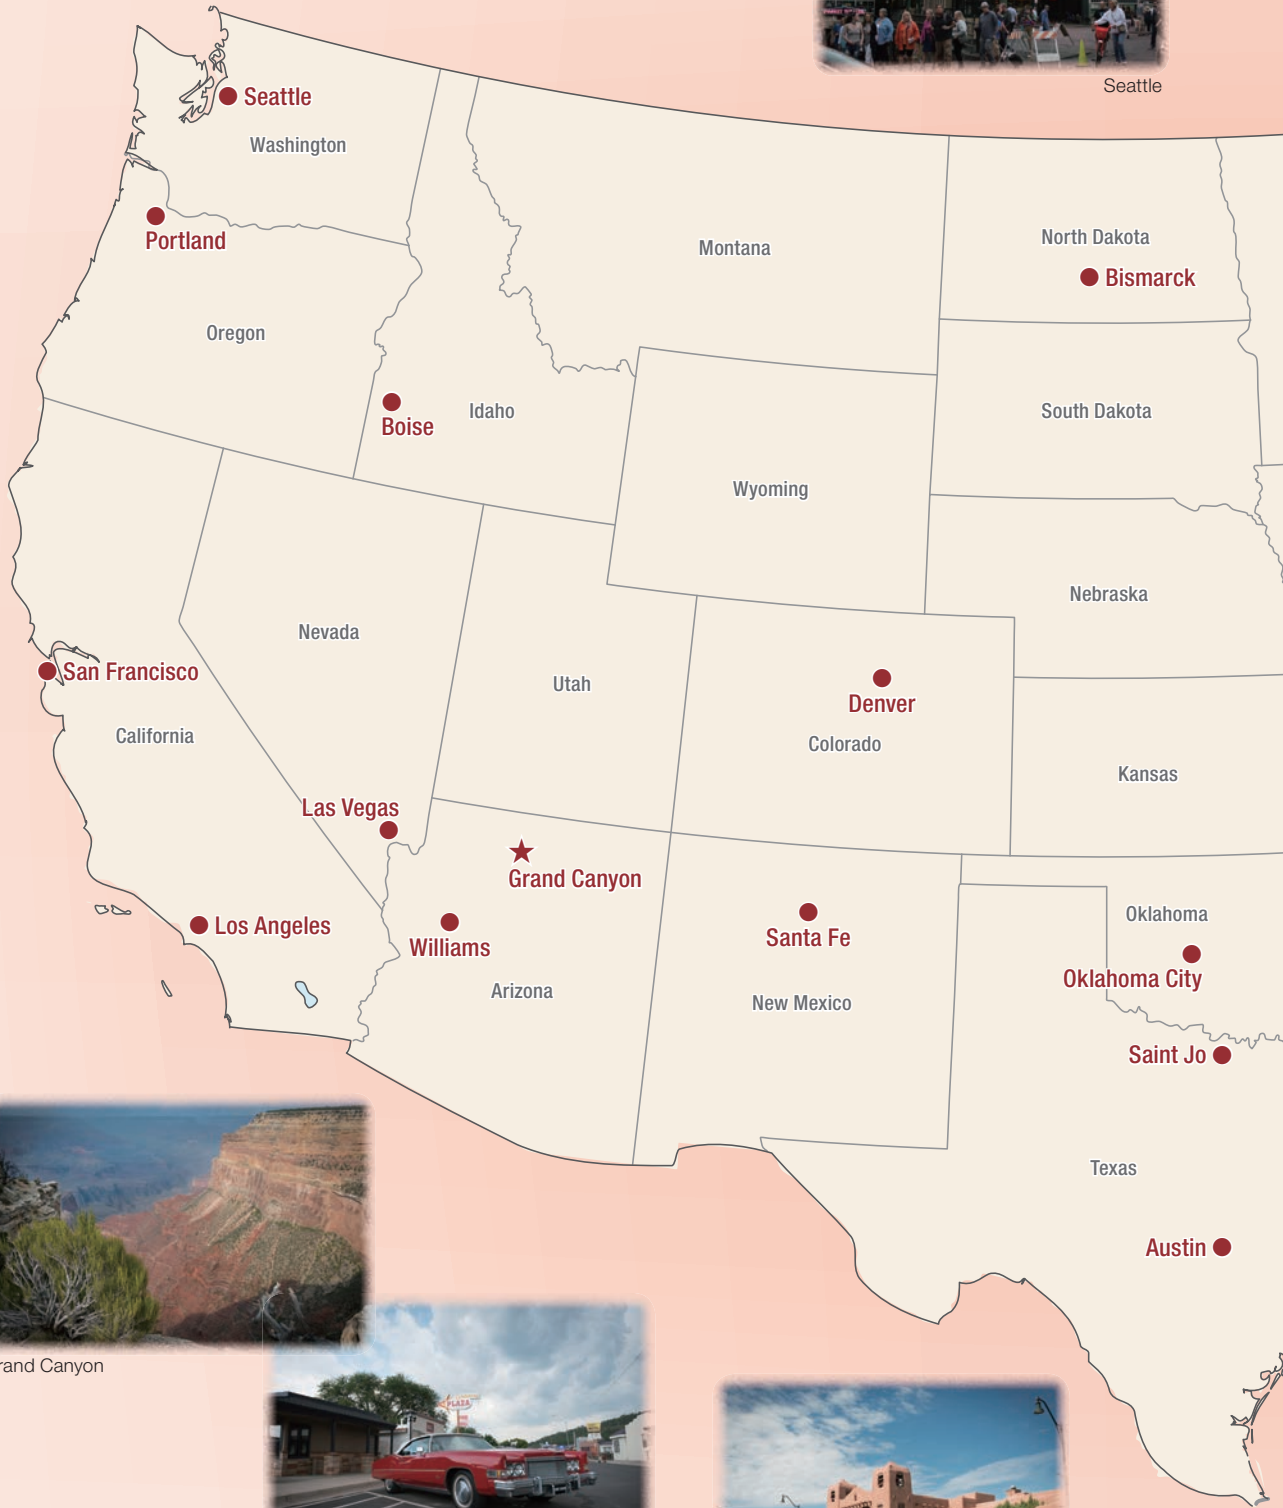 Seattle
Seattle
Washington
Portland
Montana
North Dakota
Bismarck
Oregon
Boise
Idaho
South Dakota
Wyoming
Nebraska
Nevada
San Francisco
Utah
Denver
California
Colorado
Kansas
Las Vegas
Grand Canyon
Los Angeles
Williams
Santa Fe
Oklahoma
Oklahoma City
Arizona
New Mexico
Saint Jo
Texas
Austin
rand Canyon
PLAZA